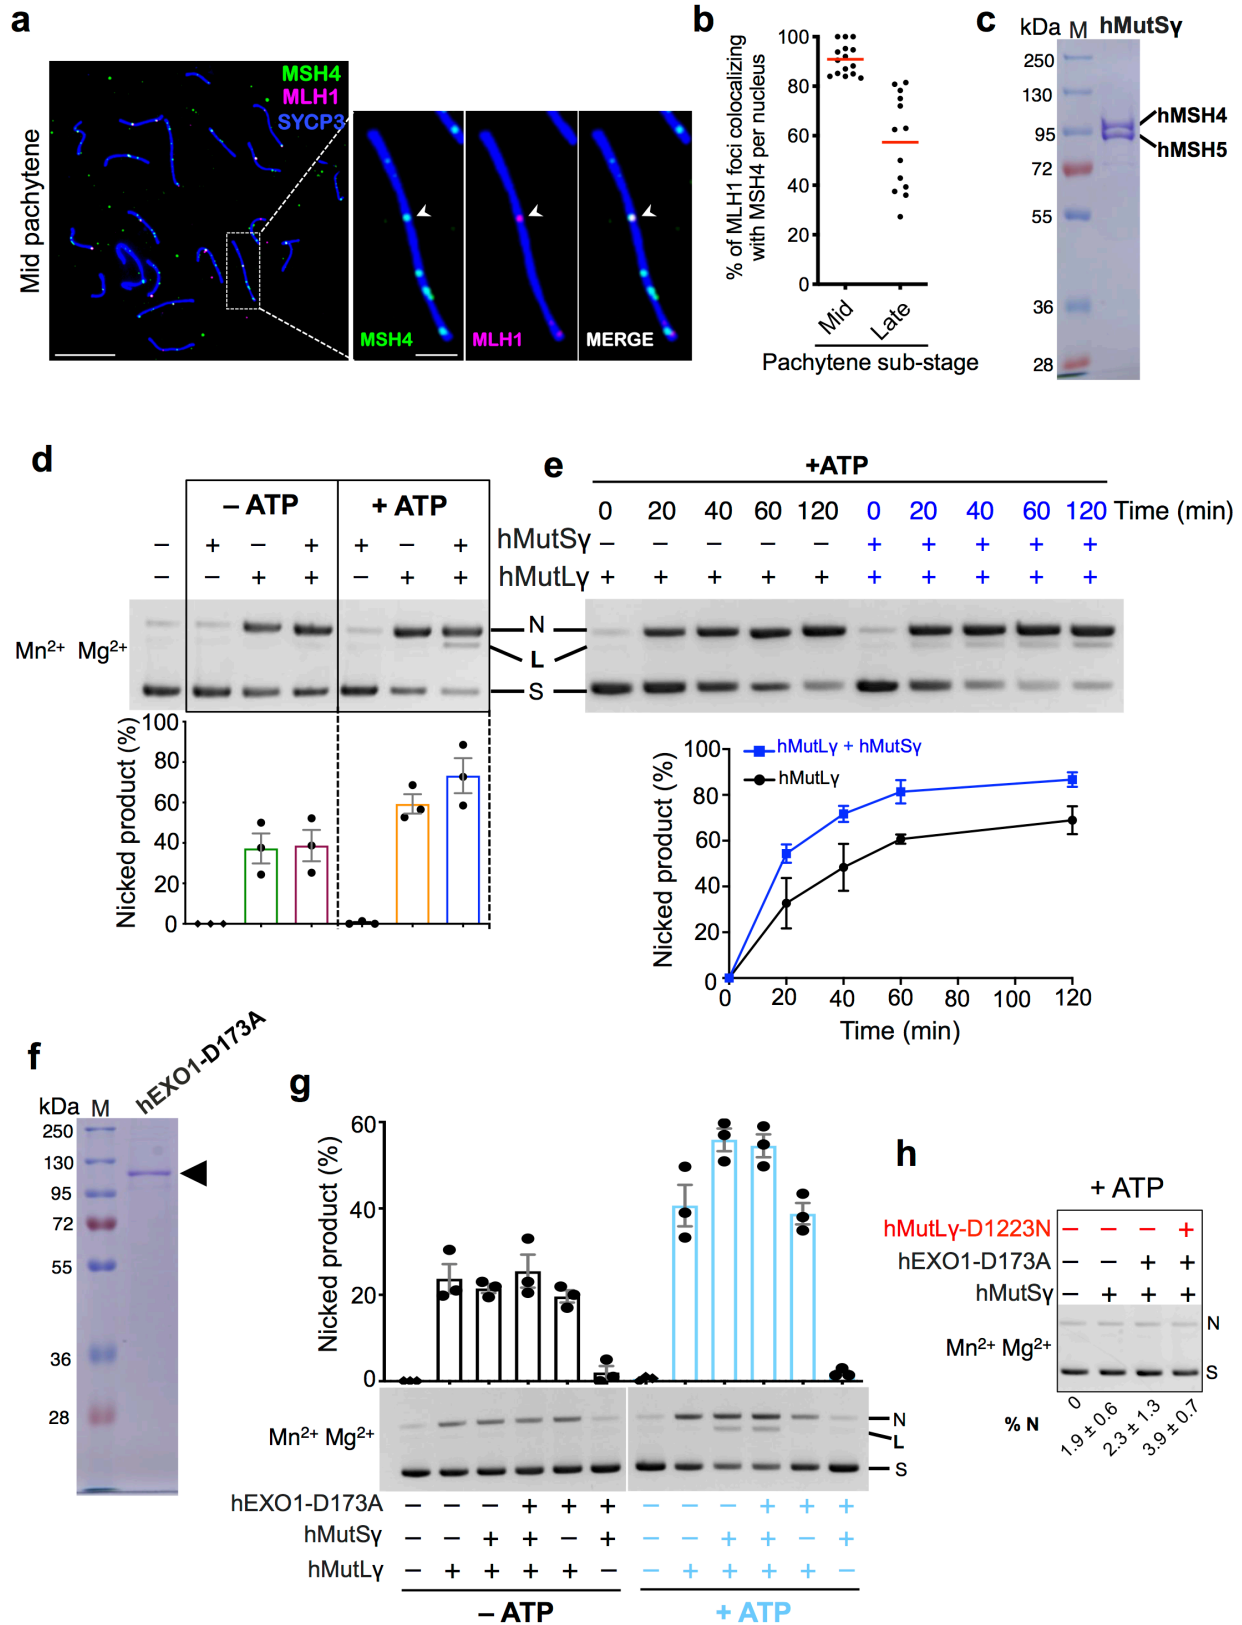 a
MSH4
MLH1
SYCP3
Mid pachytene
MSH4
MLH1
MERGE
b
% of MLH1 foci colocalizing
with MSH4 per nucleus
100
80
60
40
20
0
Mid
Late
Pachytene sub-stage
c
kDa M hMutSγ
250
130
95
72
55
36
28
hMSH4
hMSH5
d
– ATP
+ ATP
– + – + + – +
– – + + – + +
Mn²⁺ Mg²⁺
Nicked product (%)
100
80
60
40
20
0
e
+ATP
0 20 40 60 120 0 20 40 60 120 Time (min)
hMutSγ – – – – – + + + + +
hMutLγ + + + + + + + + + +
N
L
S
hMutLγ + hMutSγ
hMutLγ
Nicked product (%)
100
80
60
40
20
0
0 20 40 60 80 100 120
Time (min)
f
kDa M hEXO1-D173A
250
130
95
72
55
36
28
g
Nicked product (%)
60
40
20
0
Mn²⁺ Mg²⁺
N
L
S
hEXO1-D173A – – – + + + – – – + + +
hMutSγ – – + + – + – – + + – +
hMutLγ – + + + + – – + + + + –
– ATP
+ ATP
h
+ ATP
hMutLγ-D1223N – – – +
hEXO1-D173A – – + +
hMutSγ – + + +
Mn²⁺ Mg²⁺
N
S
% N
0
1.9 ± 0.6
2.3 ± 1.3
3.9 ± 0.7